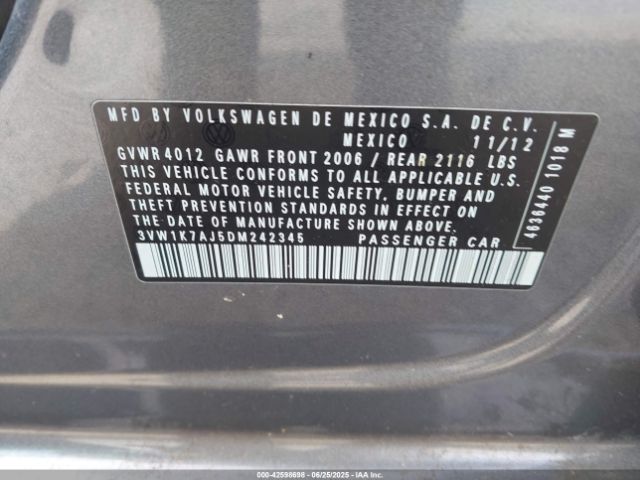 MFD BY VOLKSWAGEN DE MEXICO S.A. DE C.V.
MEXICO 11/12
GVWR 4012 GAWR FRONT 2006 / REAR 2116 LBS
THIS VEHICLE CONFORMS TO ALL APPLICABLE U.S.
FEDERAL MOTOR VEHICLE SAFETY, BUMPER AND
THEFT PREVENTION STANDARDS IN EFFECT ON
THE DATE OF MANUFACTURE SHOWN ABOVE.
3VW1K7AJ5DM242345 PASSENGER CAR
4636440 1018 M
000-42598698 - 06/25/2025 - IAA Inc.